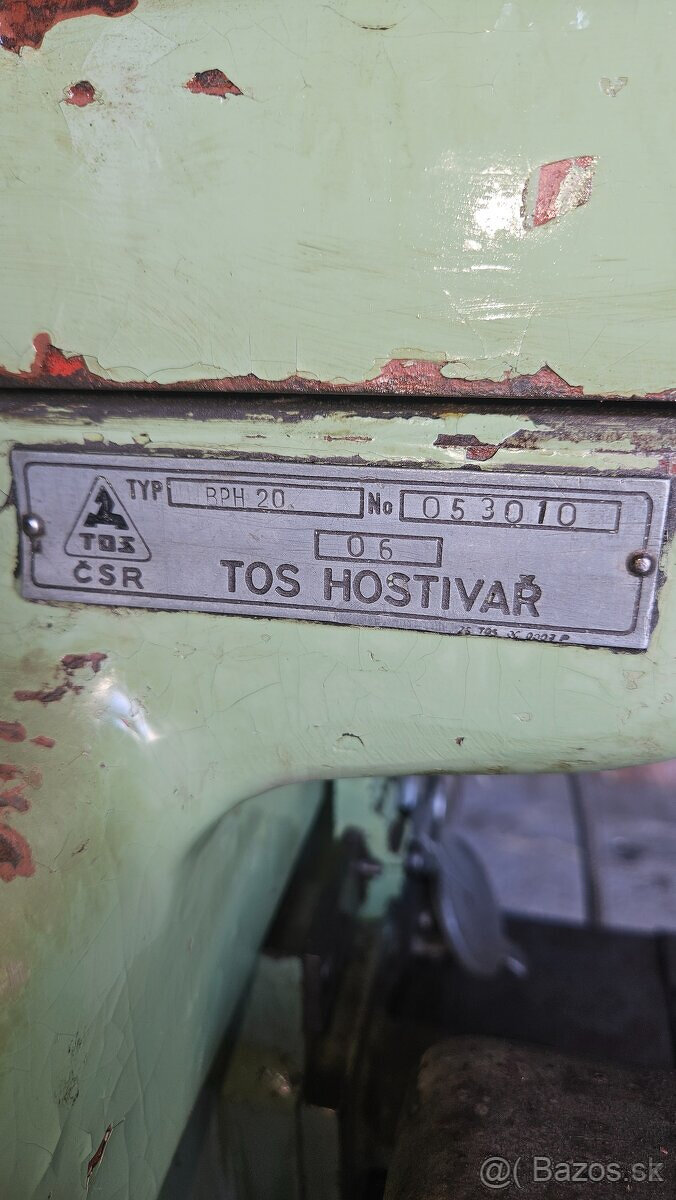 TYP BPH 20 No 053010
TOS
06
ČSR TOS HOSTIVAŘ
@( Bazos.sk